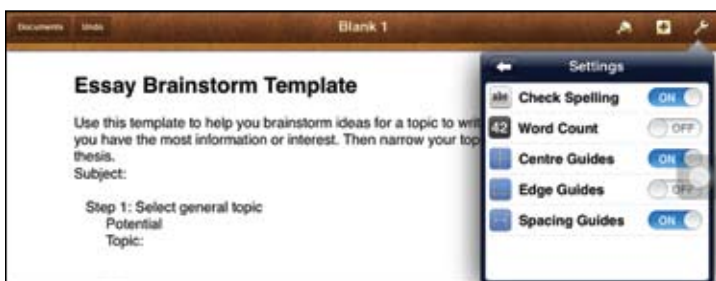 Documents Undo Blank 1
Essay Brainstorm Template
Use this template to help you brainstorm ideas for a topic to
you have the most information or interest. Then narrow your
thesis.
Subject:
Step 1: Select general topic
Potential
Topic:
Settings
abc Check Spelling ON
42 Word Count OFF
Centre Guides ON
Edge Guides OFF
Spacing Guides ON